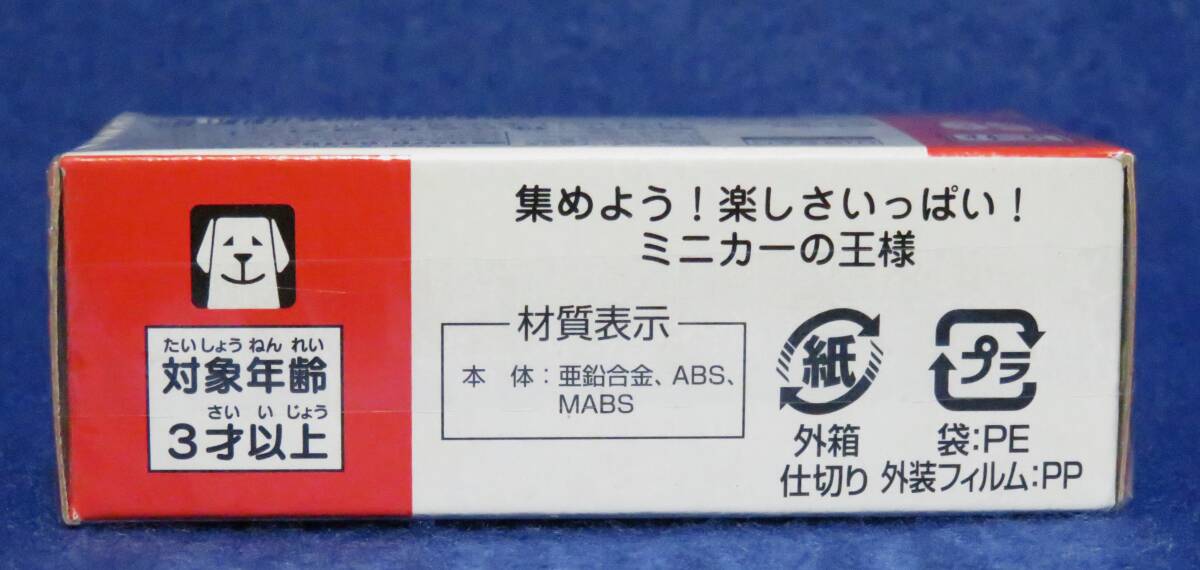 たいしょう ねん れい
対象年齢
さい い じょう
3才以上
集めよう！楽しさいっぱい！
ミニカーの王様
材質表示
本 体：亜鉛合金、ABS、
MABS
紙
外箱
仕切り
プラ
袋：PE
外装フィルム：PP